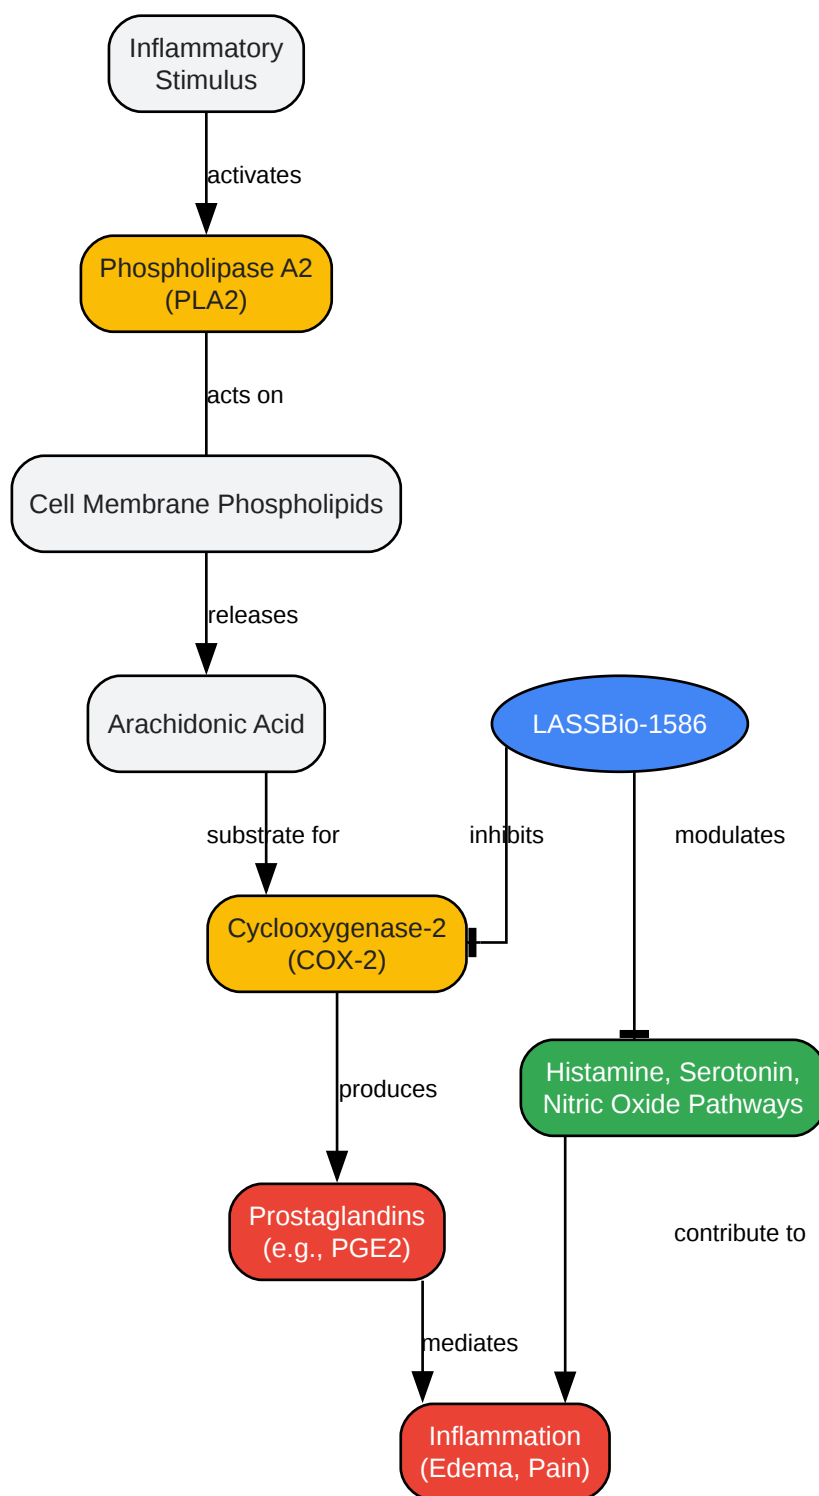 Inflammatory
Stimulus
activates
Phospholipase A2
(PLA2)
acts on
Cell Membrane Phospholipids
releases
Arachidonic Acid
LASSBio-1586
substrate for
inhibits
modulates
Cyclooxygenase-2
(COX-2)
Histamine, Serotonin,
Nitric Oxide Pathways
produces
Prostaglandins
(e.g., PGE2)
contribute to
mediates
Inflammation
(Edema, Pain)